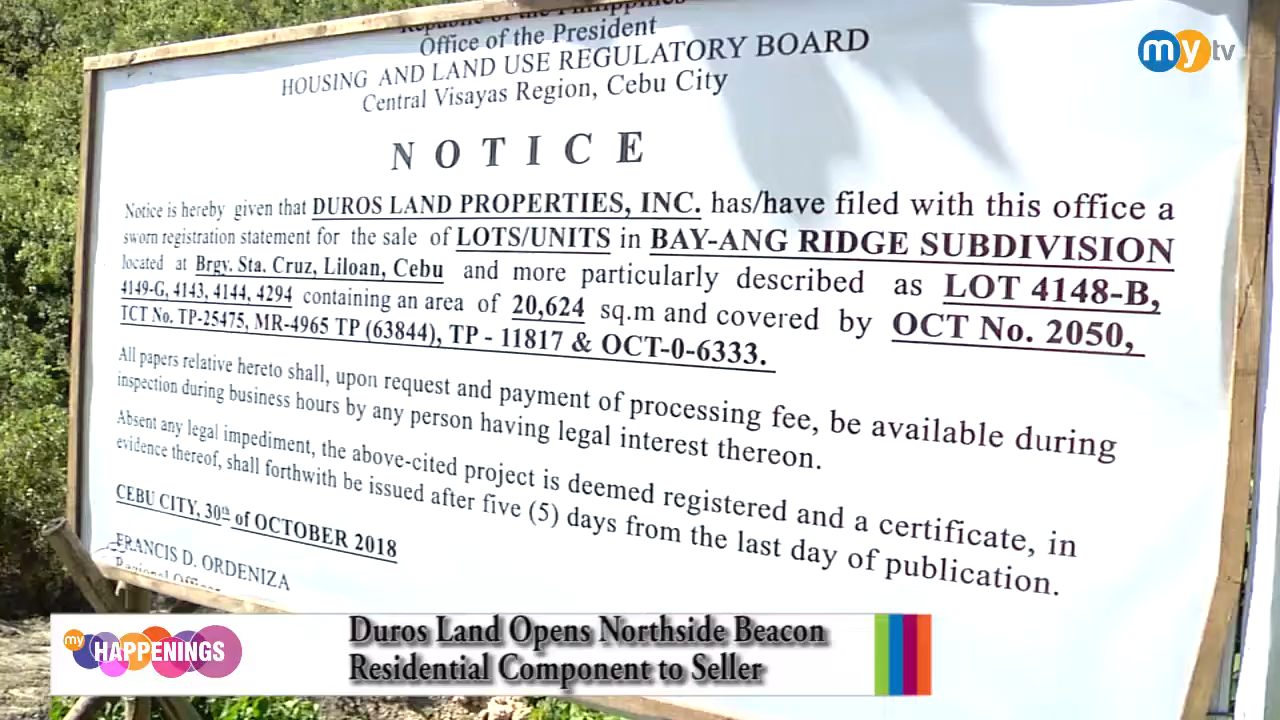 Republic of the Philippines
Office of the President
HOUSING AND LAND USE REGULATORY BOARD
Central Visayas Region, Cebu City
NOTICE
Notice is hereby given that DUROS LAND PROPERTIES, INC. has/have filed with this office a
sworn registration statement for the sale of LOTS/UNITS in BAY-ANG RIDGE SUBDIVISION
located at Brgy. Sta. Cruz, Liloan, Cebu and more particularly described as LOT 4148-B,
4149-G, 4143, 4144, 4294 containing an area of 20,624 sq.m and covered by OCT No. 2050,
TCT No. TP-25475, MR-4965 TP (63844), TP - 11817 & OCT-0-6333.
All papers relative hereto shall, upon request and payment of processing fee, be available during
inspection during business hours by any person having legal interest thereon.
Absent any legal impediment, the above-cited project is deemed registered and a certificate, in
evidence thereof, shall forthwith be issued after five (5) days from the last day of publication.
CEBU CITY, 30th of OCTOBER 2018
FRANCIS D. ORDENIZA
Regional
my tv
my HAPPENINGS
Duros Land Opens Northside Beacon
Residential Component to Seller